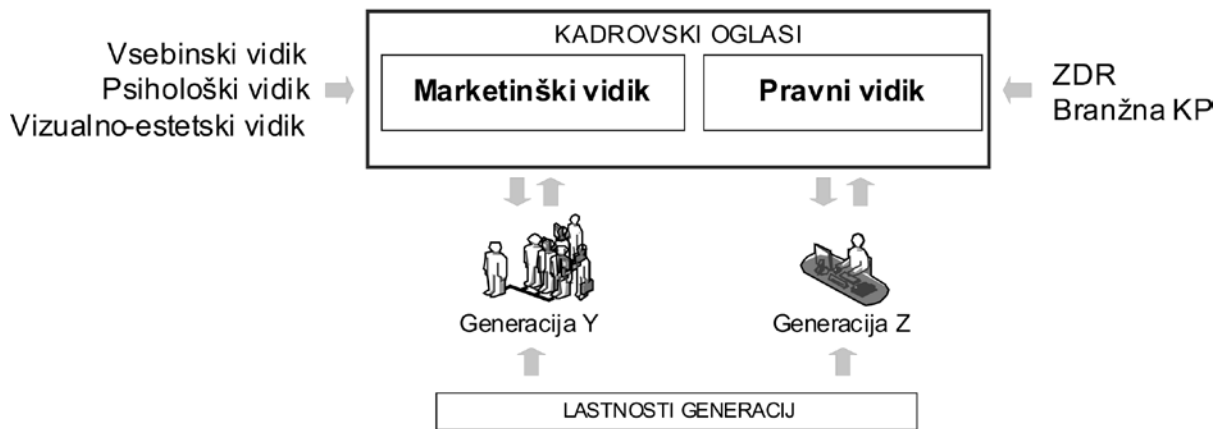 KADROVSKI OGLASI
Vsebinski vidik
Psihološki vidik
Vizualno-estetski vidik
Marketinški vidik
Pravni vidik
ZDR
Branžna KP
Generacija Y
Generacija Z
LASTNOSTI GENERACIJ